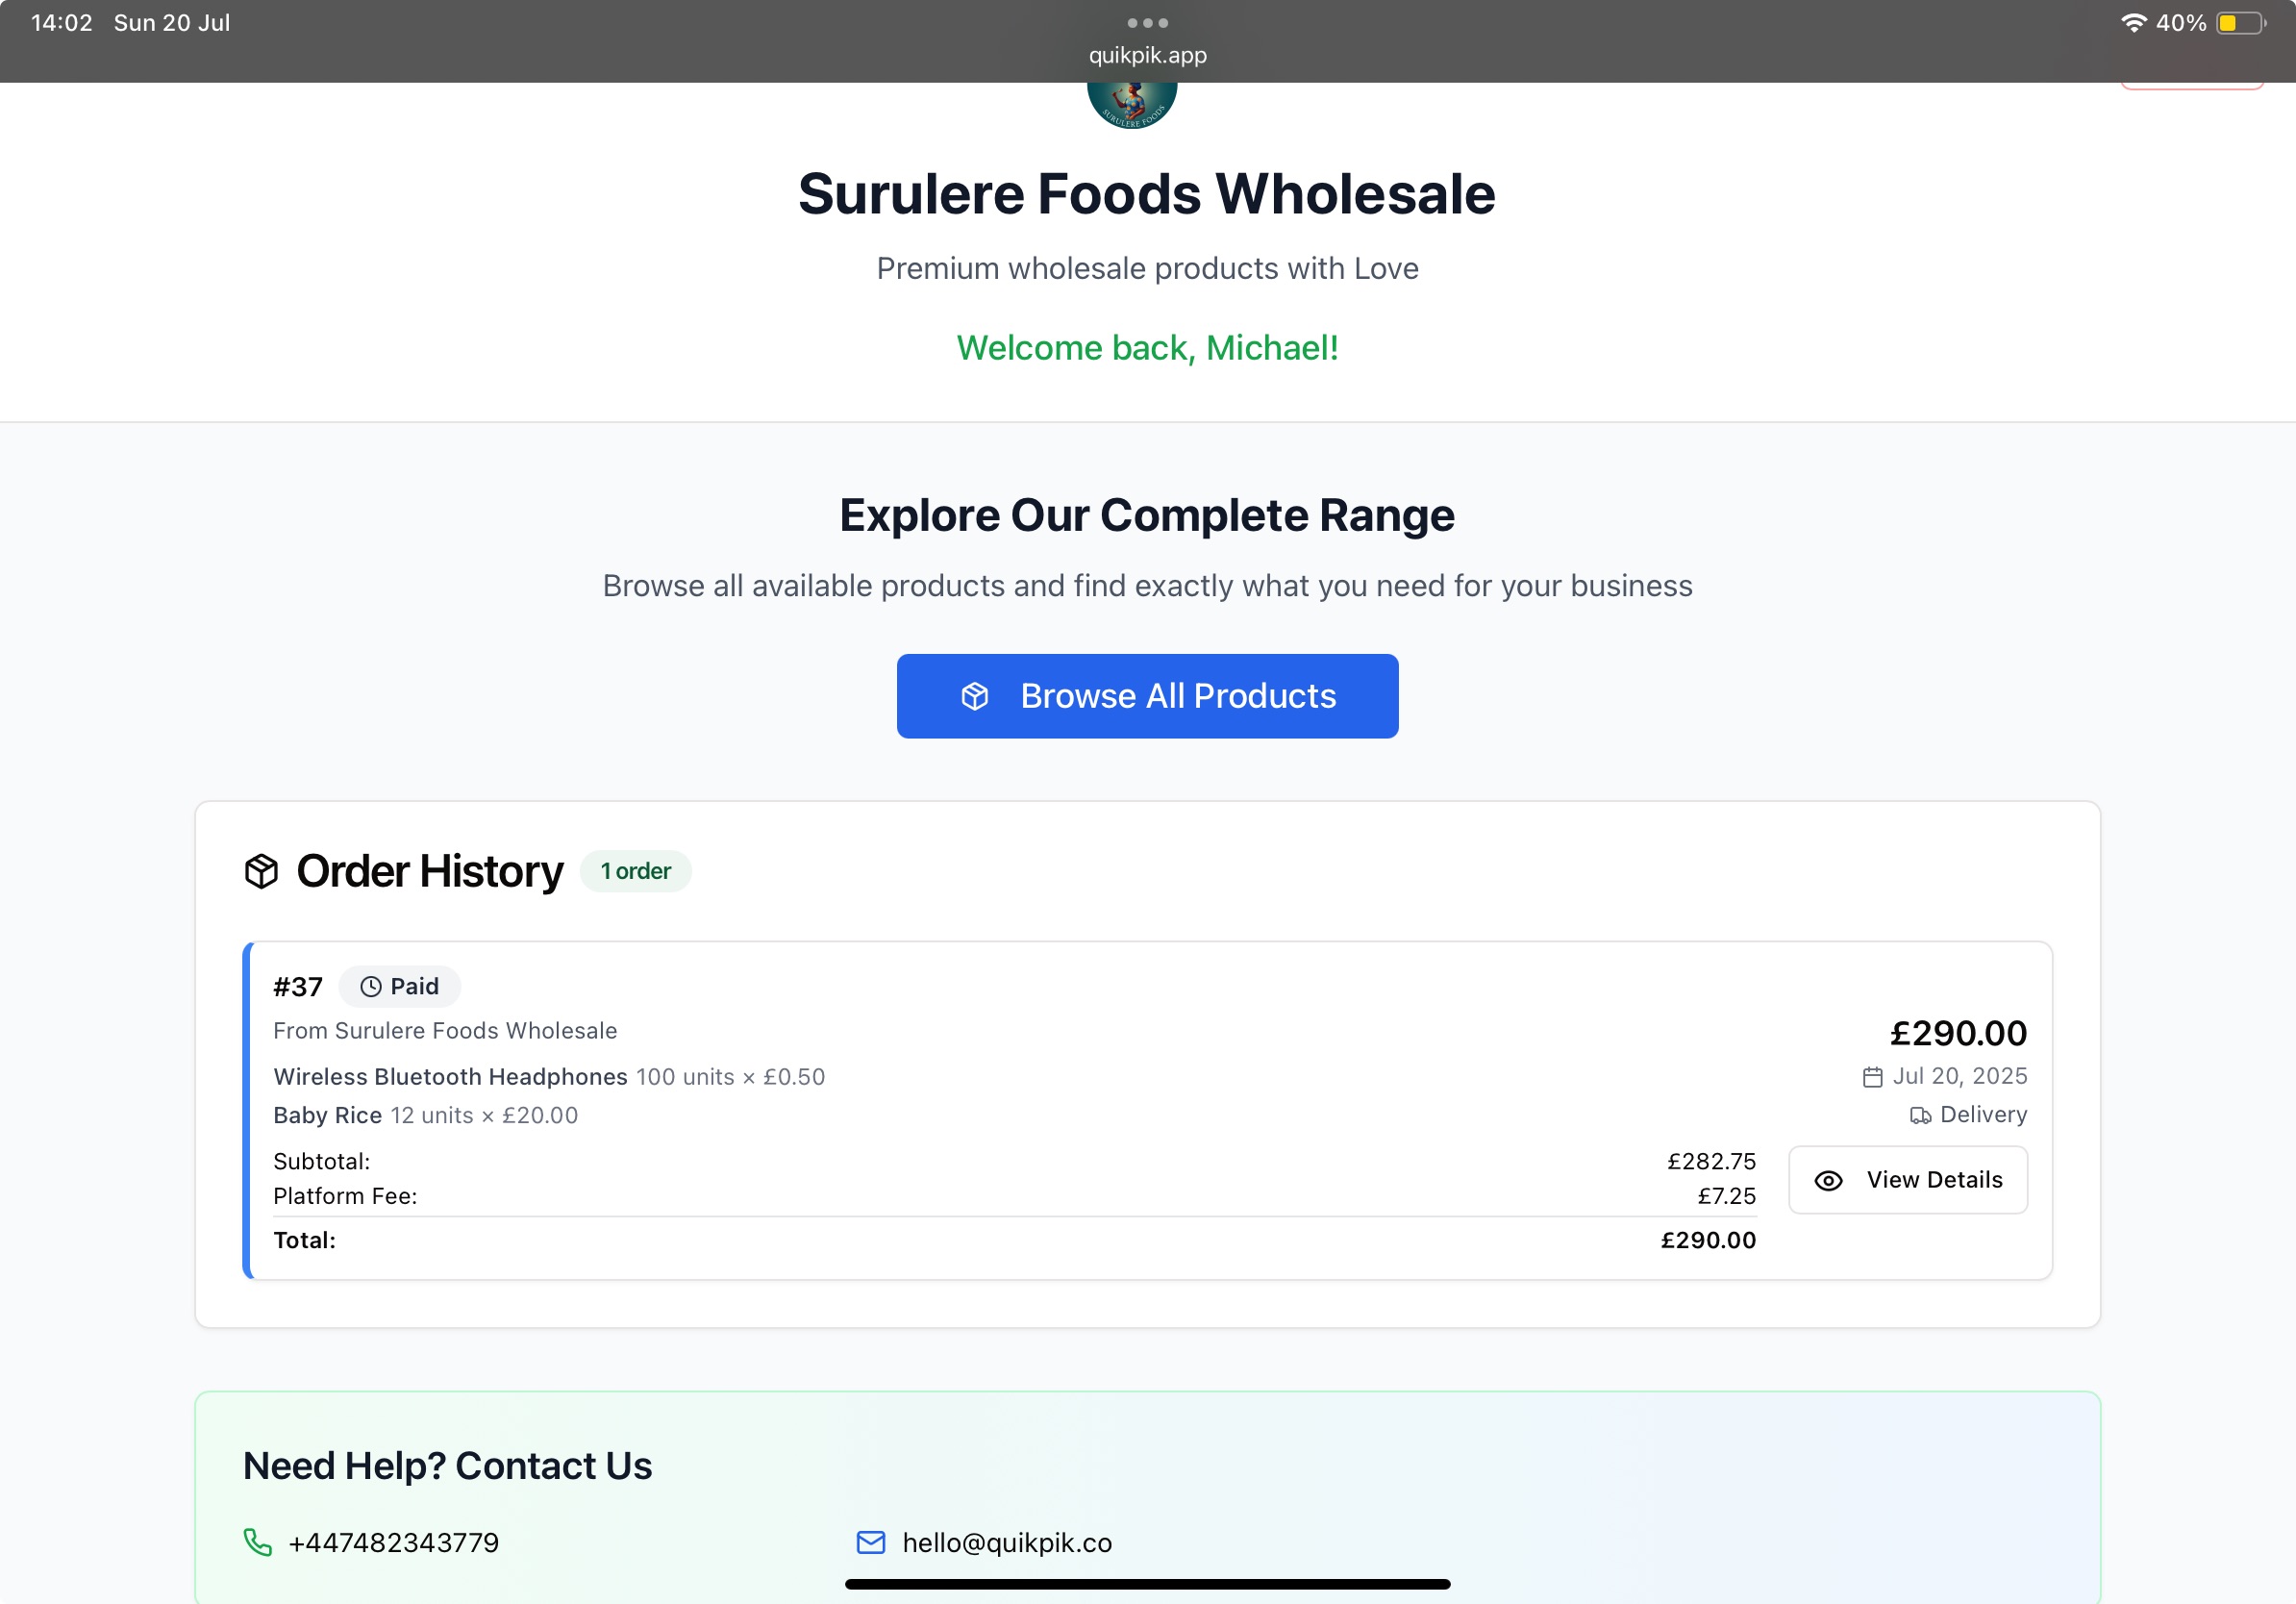 14:02 Sun 20 Jul
40%
quikpik.app
SURULERE FOODS
Surulere Foods Wholesale
Premium wholesale products with Love
Welcome back, Michael!
Explore Our Complete Range
Browse all available products and find exactly what you need for your business
Browse All Products
Order History 1 order
#37 Paid
From Surulere Foods Wholesale
£290.00
Wireless Bluetooth Headphones 100 units × £0.50
Jul 20, 2025
Baby Rice 12 units × £20.00
Delivery
Subtotal: £282.75
View Details
Platform Fee: £7.25
Total: £290.00
Need Help? Contact Us
+447482343779
hello@quikpik.co